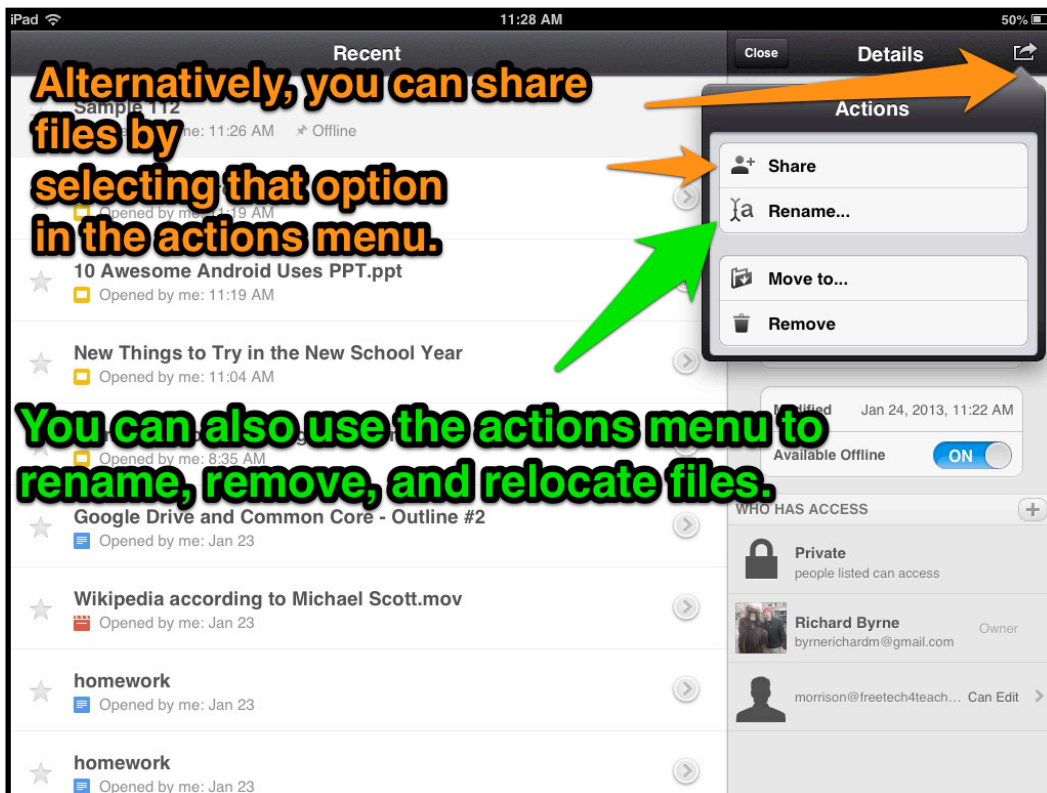 iPad
11:28 AM
50%
Recent
Close
Details
Alternatively, you can share
files by
selecting that option
in the actions menu.
Sample 112
me: 11:26 AM
Offline
Opened by me: 11:19 AM
10 Awesome Android Uses PPT.ppt
Opened by me: 11:19 AM
New Things to Try in the New School Year
Opened by me: 11:04 AM
You can also use the actions menu to
rename, remove, and relocate files.
Opened by me: 8:35 AM
Google Drive and Common Core - Outline #2
Opened by me: Jan 23
Wikipedia according to Michael Scott.mov
Opened by me: Jan 23
homework
Opened by me: Jan 23
homework
Opened by me: Jan 23
Actions
Share
a Rename...
Move to...
Remove
Modified Jan 24, 2013, 11:22 AM
Available Offline ON
WHO HAS ACCESS
Private
people listed can access
Richard Byrne
Owner
byrnerichardm@gmail.com
morrison@freetech4teach... Can Edit